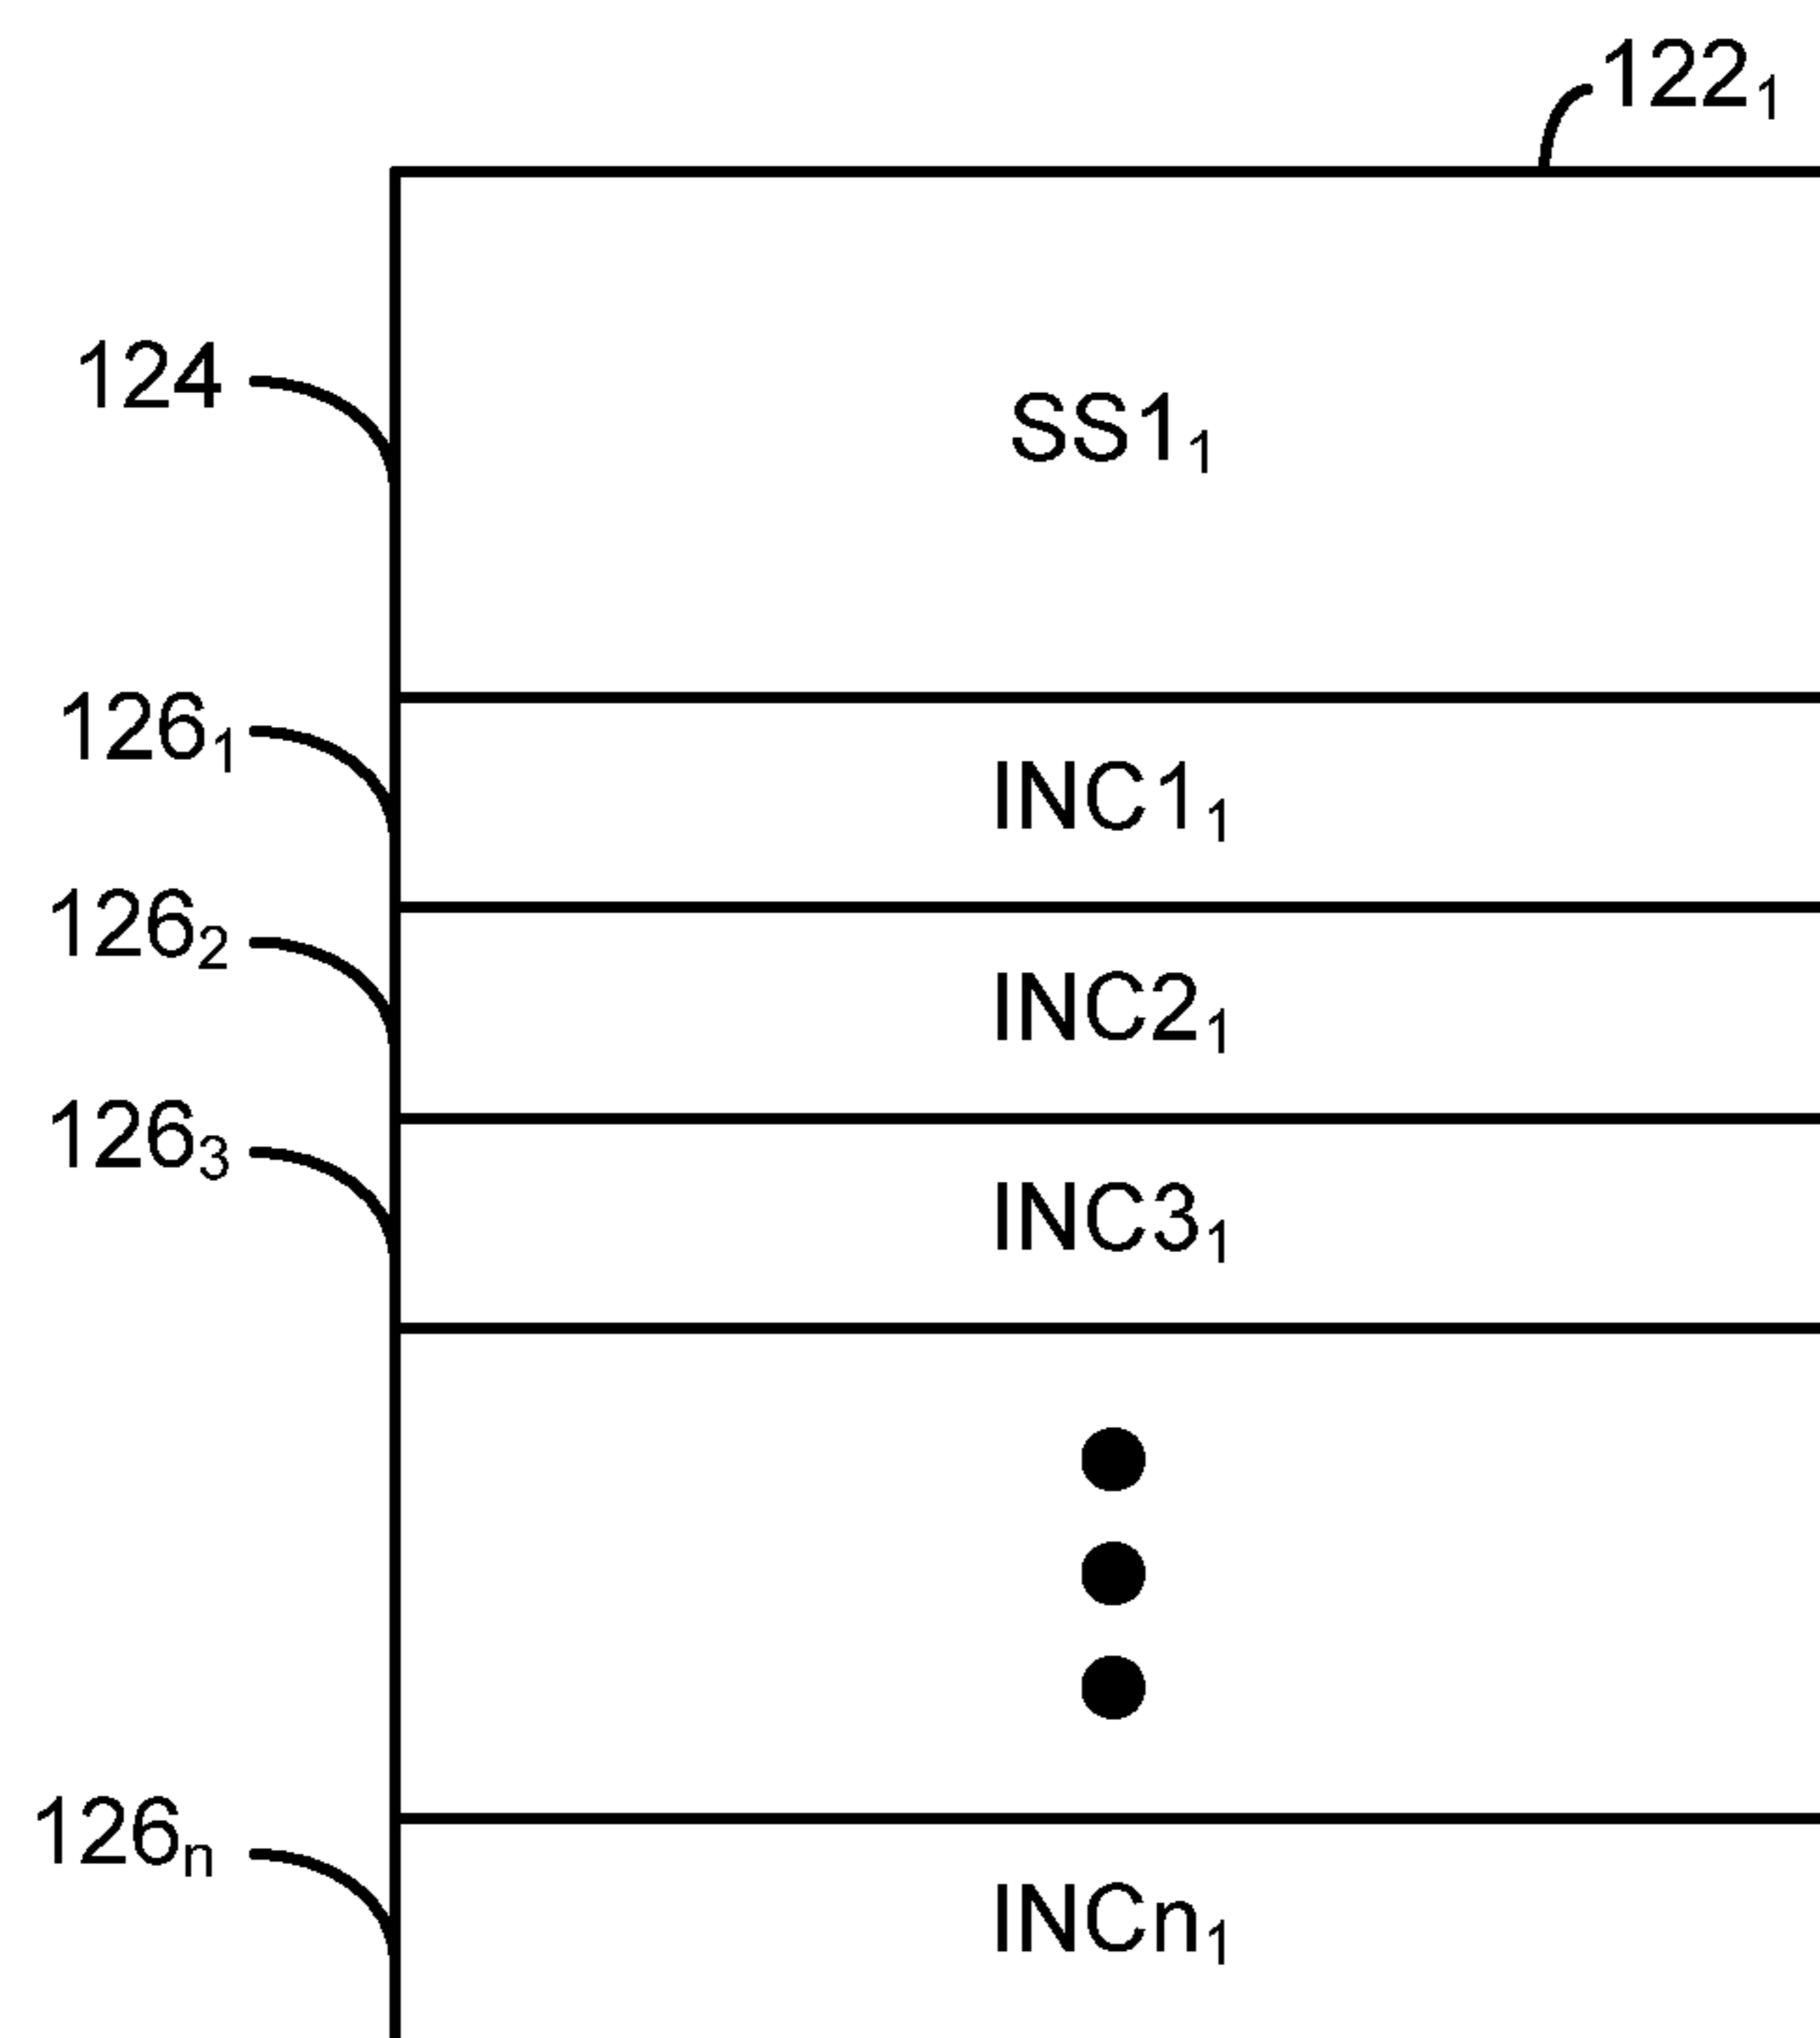 122₁
124
SS1₁
126₁
INC1₁
126₂
INC2₁
126₃
INC3₁
126ₙ
INCn₁